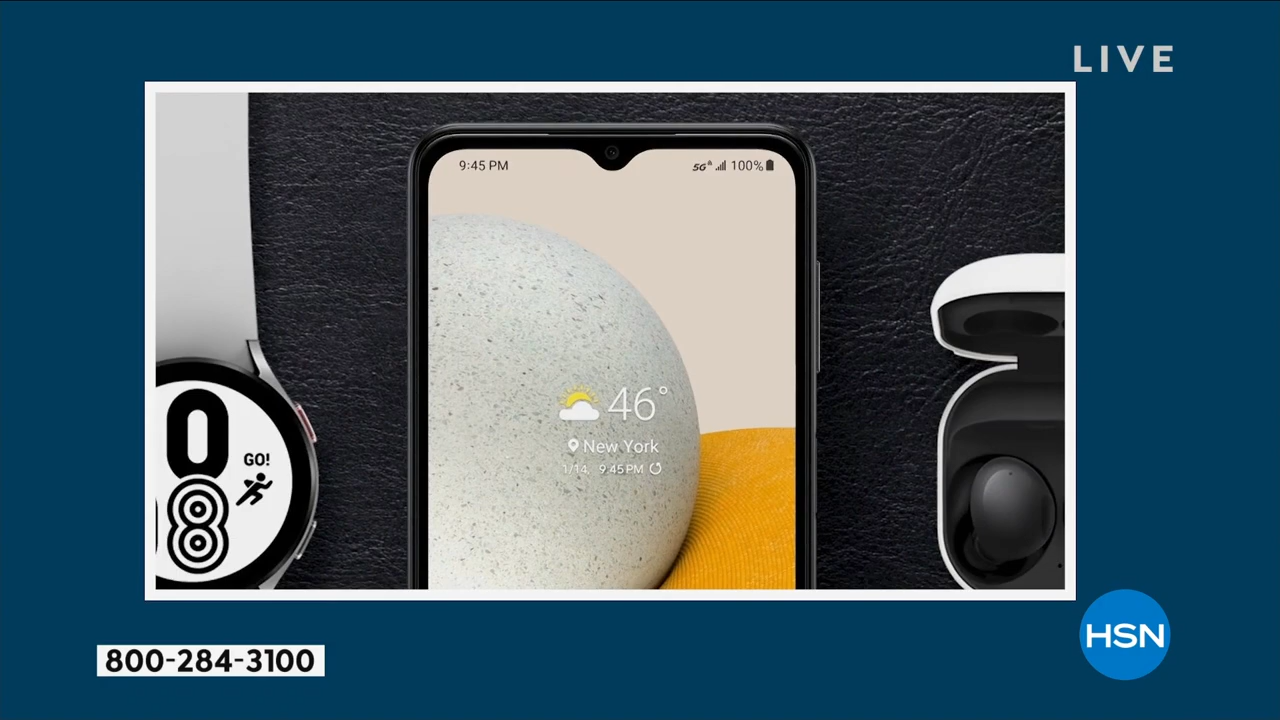 LIVE
9:45 PM
5G 100%
46°
New York
1/14, 9:45 PM
GO!
08
800-284-3100
HSN